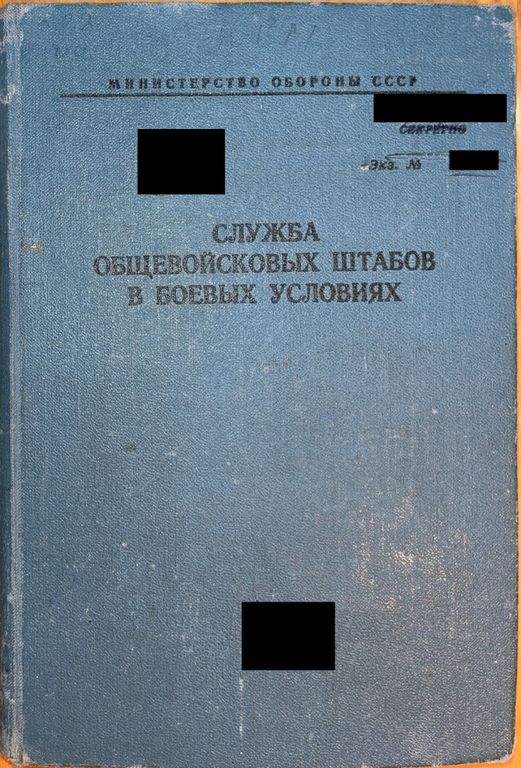 МИНИСТЕРСТВО ОБОРОНЫ СССР
СЕКРЕТНО
Экз. №
СЛУЖБА
ОБЩЕВОЙСКОВЫХ ШТАБОВ
В БОЕВЫХ УСЛОВИЯХ